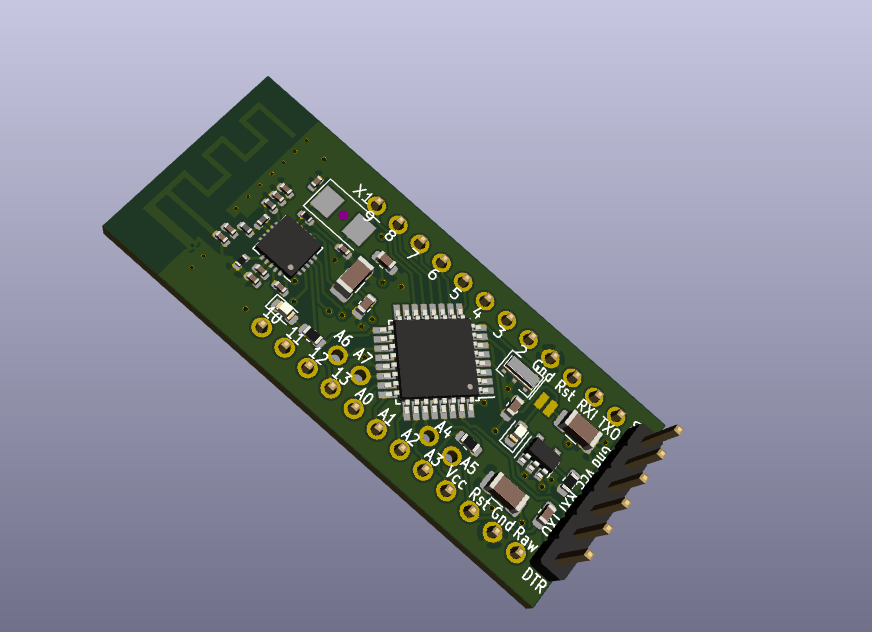 X1
9
8
7
6
5
4
3
2
Gnd
Rst
RXI
TXO
10
11
12
13
A6
A7
A0
A1
A2
A3
A4
A5
Vcc
Rst
Gnd
Raw
GND
VCC
RXI
DTR